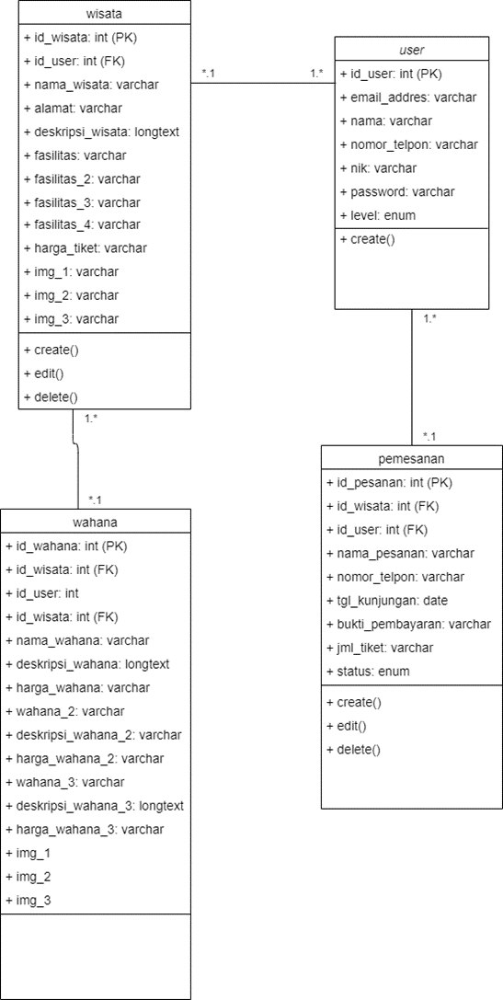 wisata
+ id_wisata: int (PK)
+ id_user: int (FK)
+ nama_wisata: varchar
+ alamat: varchar
+ deskripsi_wisata: longtext
+ fasilitas: varchar
+ fasilitas_2: varchar
+ fasilitas_3: varchar
+ fasilitas_4: varchar
+ harga_tiket: varchar
+ img_1: varchar
+ img_2: varchar
+ img_3: varchar
+ create()
+ edit()
+ delete()
*.1
1.*
user
+ id_user: int (PK)
+ email_addres: varchar
+ nama: varchar
+ nomor_telpon: varchar
+ nik: varchar
+ password: varchar
+ level: enum
+ create()
1.*
*.1
1.*
*.1
wahana
+ id_wahana: int (PK)
+ id_wisata: int (FK)
+ id_user: int
+ id_wisata: int (FK)
+ nama_wahana: varchar
+ deskripsi_wahana: longtext
+ harga_wahana: varchar
+ wahana_2: varchar
+ deskripsi_wahana_2: varchar
+ harga_wahana_2: varchar
+ wahana_3: varchar
+ deskripsi_wahana_3: longtext
+ harga_wahana_3: varchar
+ img_1
+ img_2
+ img_3
pemesanan
+ id_pesanan: int (PK)
+ id_wisata: int (FK)
+ id_user: int (FK)
+ nama_pesanan: varchar
+ nomor_telpon: varchar
+ tgl_kunjungan: date
+ bukti_pembayaran: varchar
+ jml_tiket: varchar
+ status: enum
+ create()
+ edit()
+ delete()